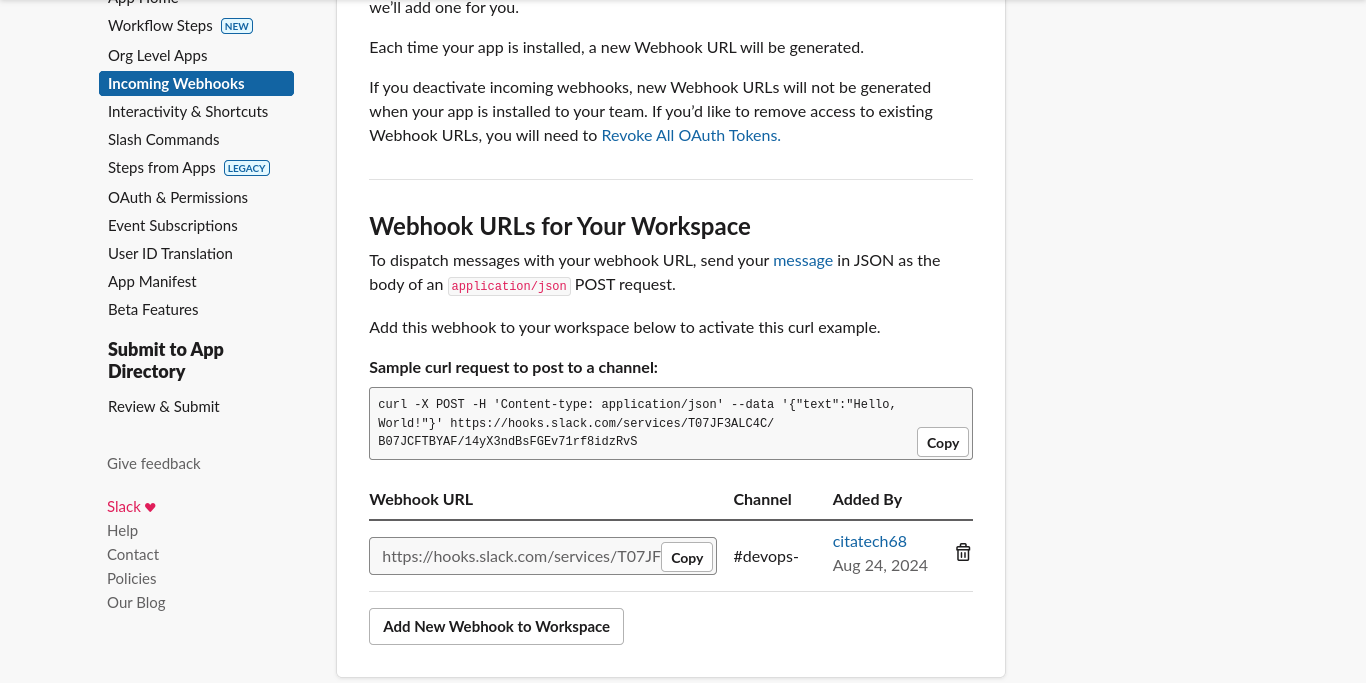 App Home
Workflow Steps NEW
Org Level Apps
Incoming Webhooks
Interactivity & Shortcuts
Slash Commands
Steps from Apps LEGACY
OAuth & Permissions
Event Subscriptions
User ID Translation
App Manifest
Beta Features
Submit to App
Directory
Review & Submit
Give feedback
Slack ♥
Help
Contact
Policies
Our Blog
we’ll add one for you.
Each time your app is installed, a new Webhook URL will be generated.
If you deactivate incoming webhooks, new Webhook URLs will not be generated
when your app is installed to your team. If you’d like to remove access to existing
Webhook URLs, you will need to Revoke All OAuth Tokens.
Webhook URLs for Your Workspace
To dispatch messages with your webhook URL, send your message in JSON as the
body of an application/json POST request.
Add this webhook to your workspace below to activate this curl example.
Sample curl request to post to a channel:
curl -X POST -H 'Content-type: application/json' --data '{"text":"Hello,
World!"}' https://hooks.slack.com/services/T07JF3ALC4C/
B07JCFTBYAF/14yX3ndBsFGEv71rf8idzRvS
Copy
Webhook URL Channel Added By
https://hooks.slack.com/services/T07JF Copy #devops- citatech68
Aug 24, 2024
Add New Webhook to Workspace